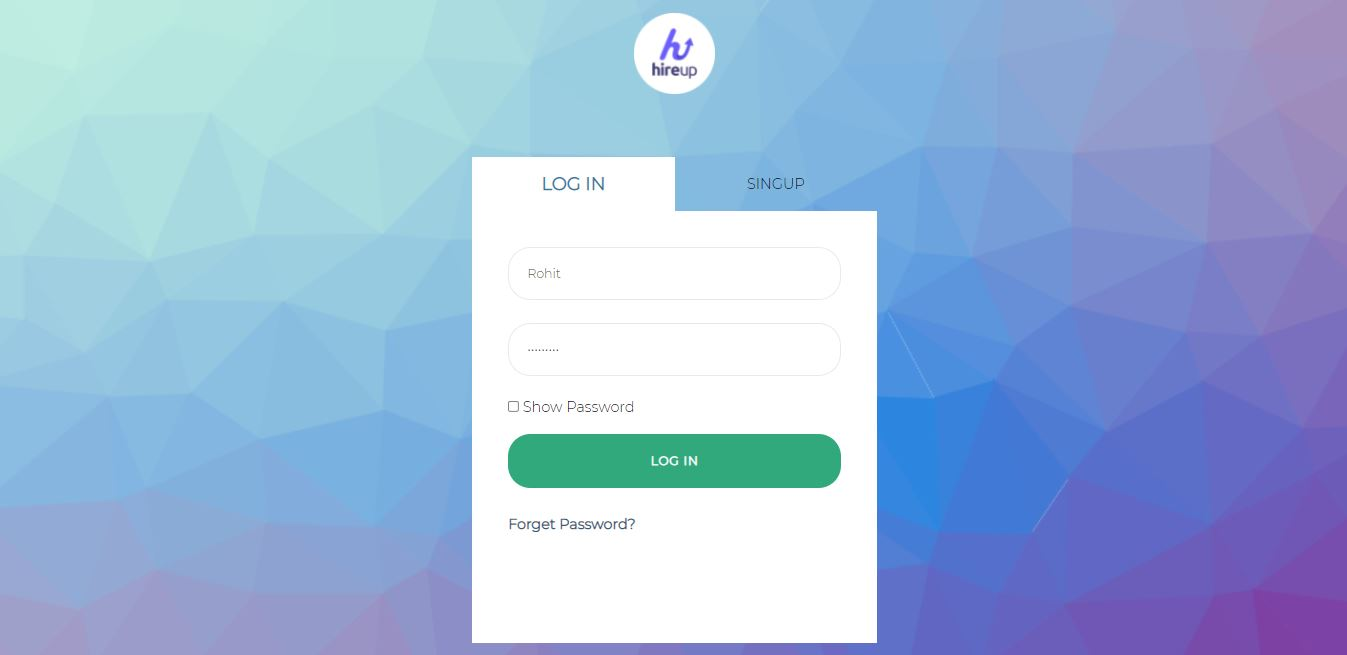 hireup
LOG IN
SINGUP
Rohit
·········
Show Password
LOG IN
Forget Password?